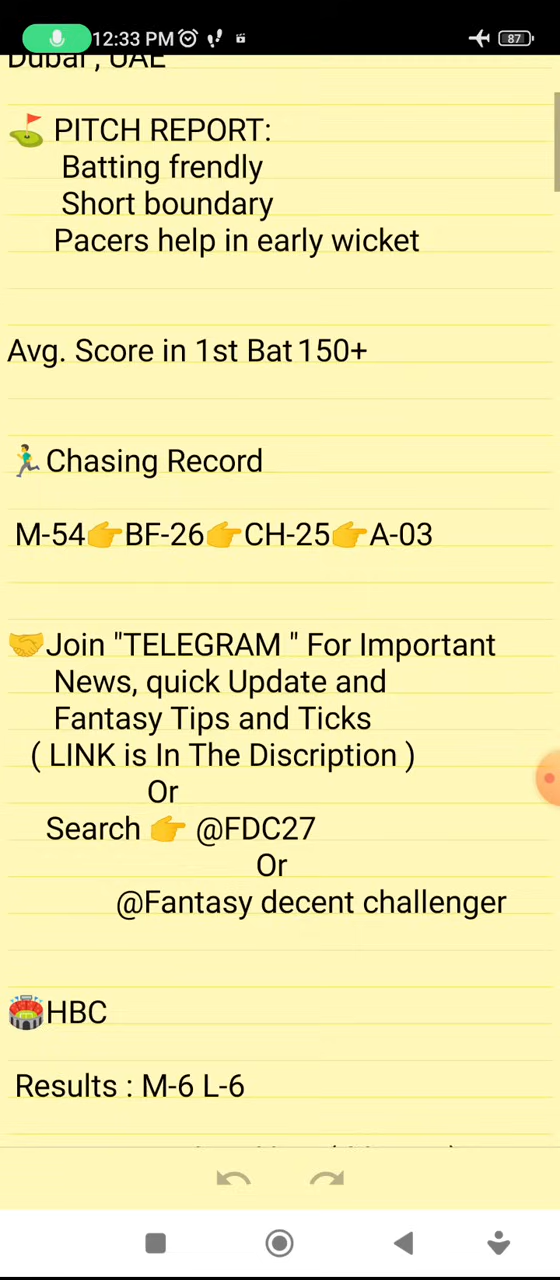 12:33 PM
87
Dubai , UAE
PITCH REPORT:
Batting frendly
Short boundary
Pacers help in early wicket
Avg. Score in 1st Bat 150+
Chasing Record
M-54👉BF-26👉CH-25👉A-03
🤝Join "TELEGRAM " For Important
News, quick Update and
Fantasy Tips and Ticks
( LINK is In The Discription )
Or
Search 👉 @FDC27
Or
@Fantasy decent challenger
🏟️HBC
Results : M-6 L-6